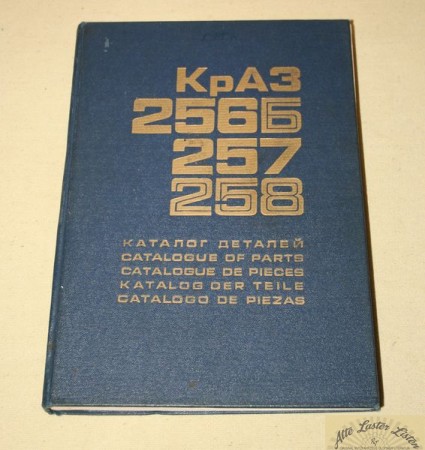 КрАЗ
256Б
257
258
КАТАЛОГ ДЕТАЛЕЙ
CATALOGUE OF PARTS
CATALOGUE DE PIECES
KATALOG DER TEILE
CATALOGO DE PIEZAS
Alte Laster Listen